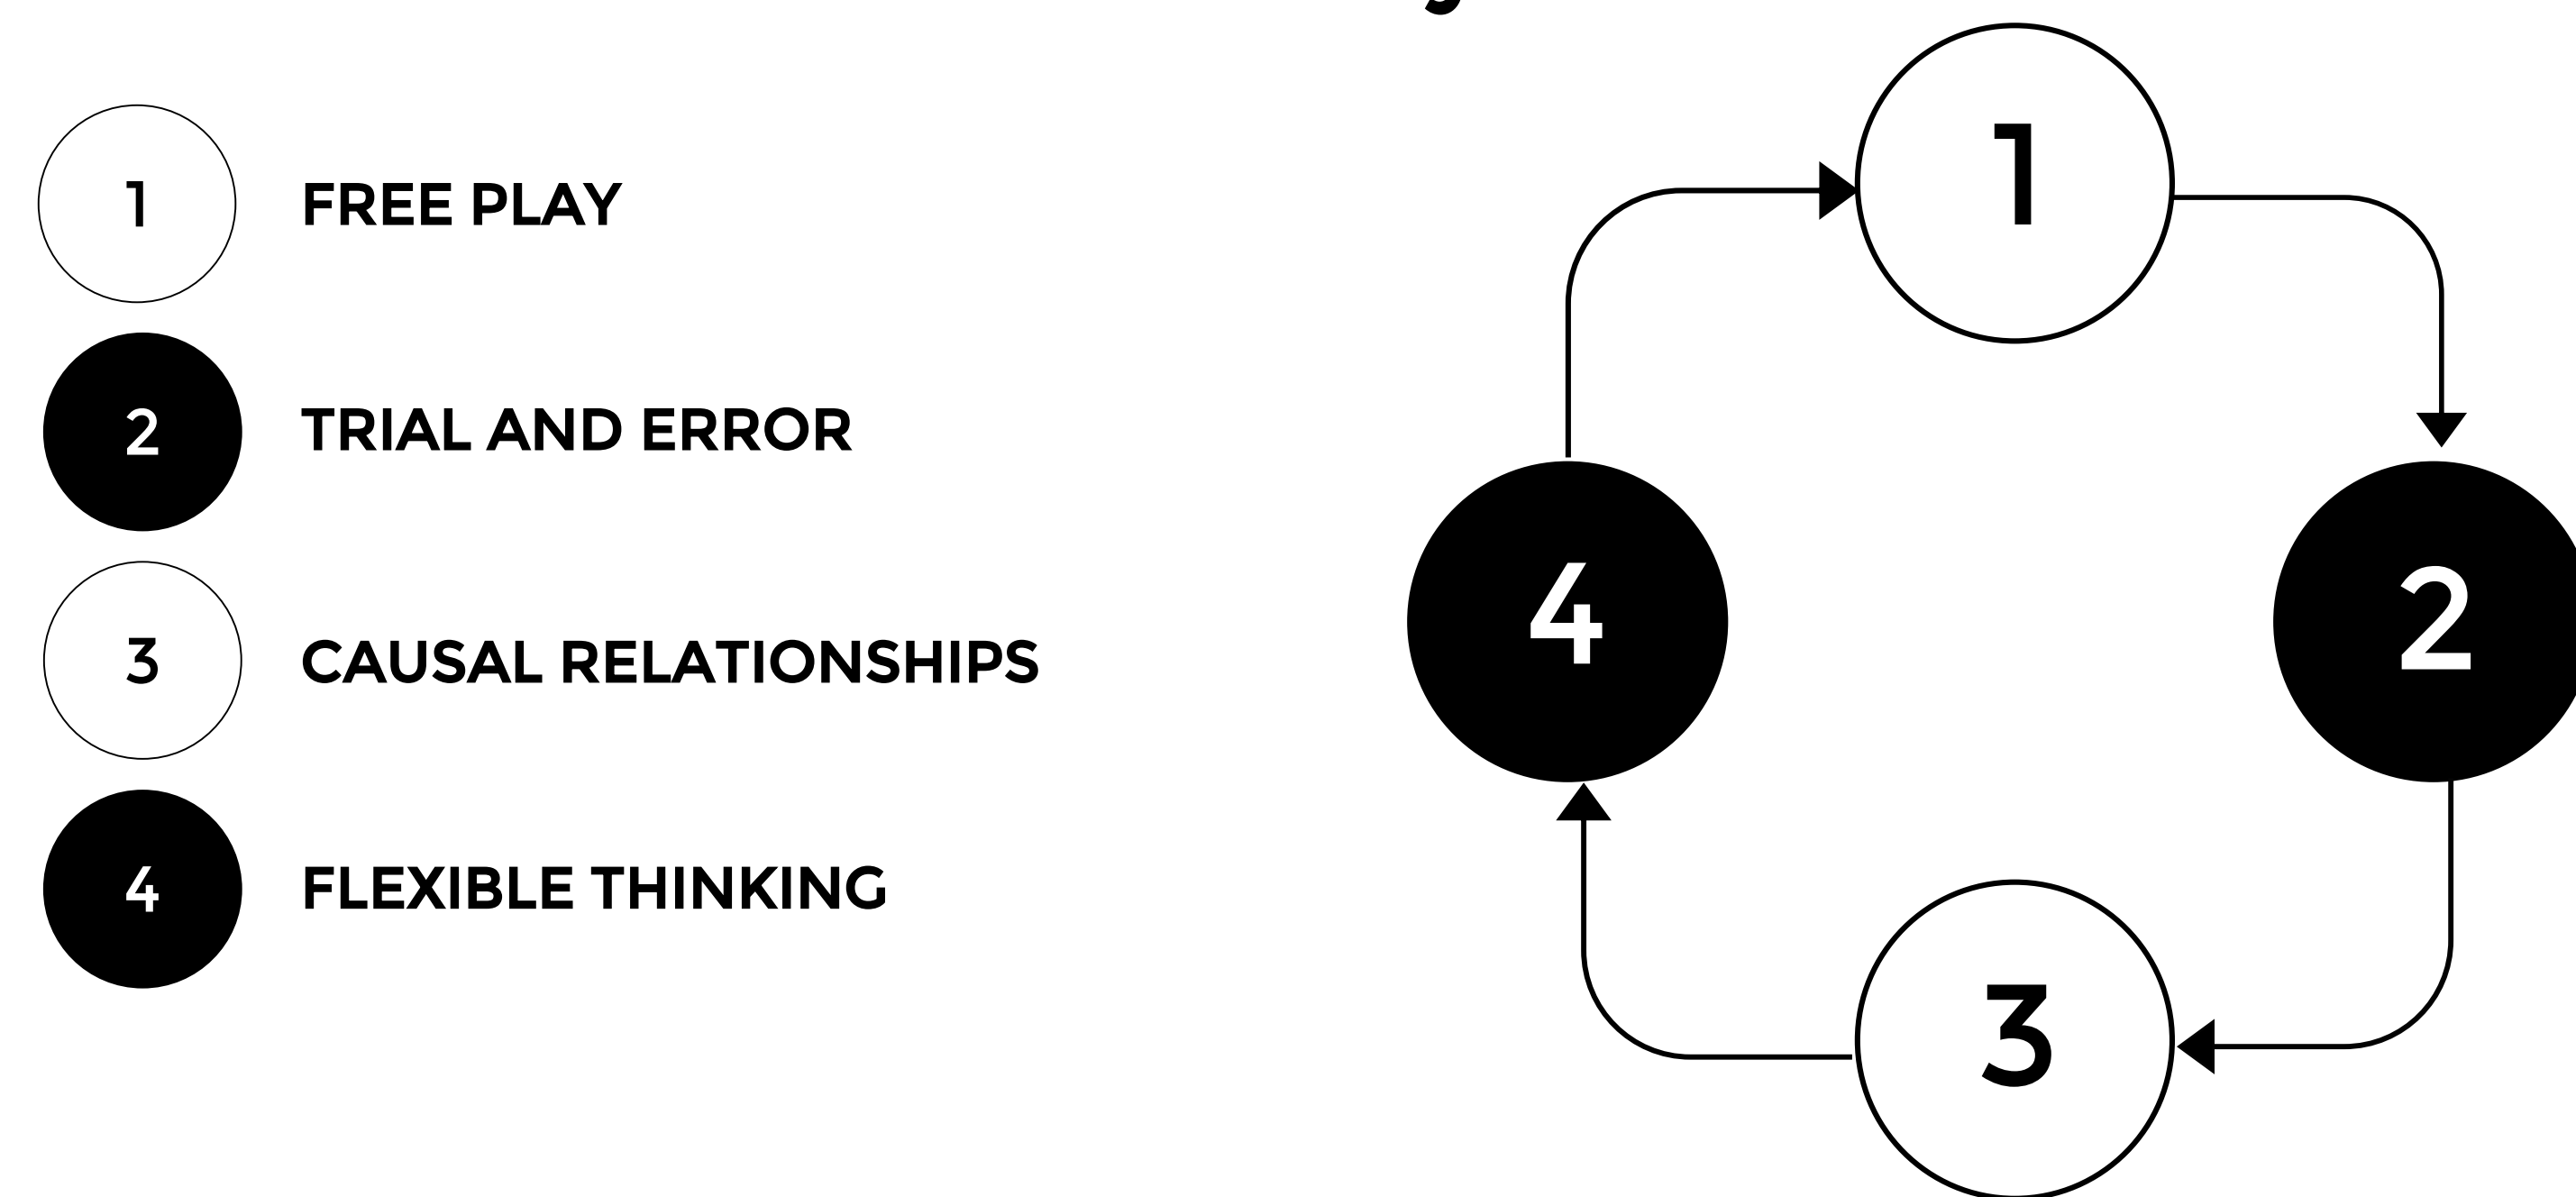 1 FREE PLAY
2 TRIAL AND ERROR
3 CAUSAL RELATIONSHIPS
4 FLEXIBLE THINKING
1
4
2
3